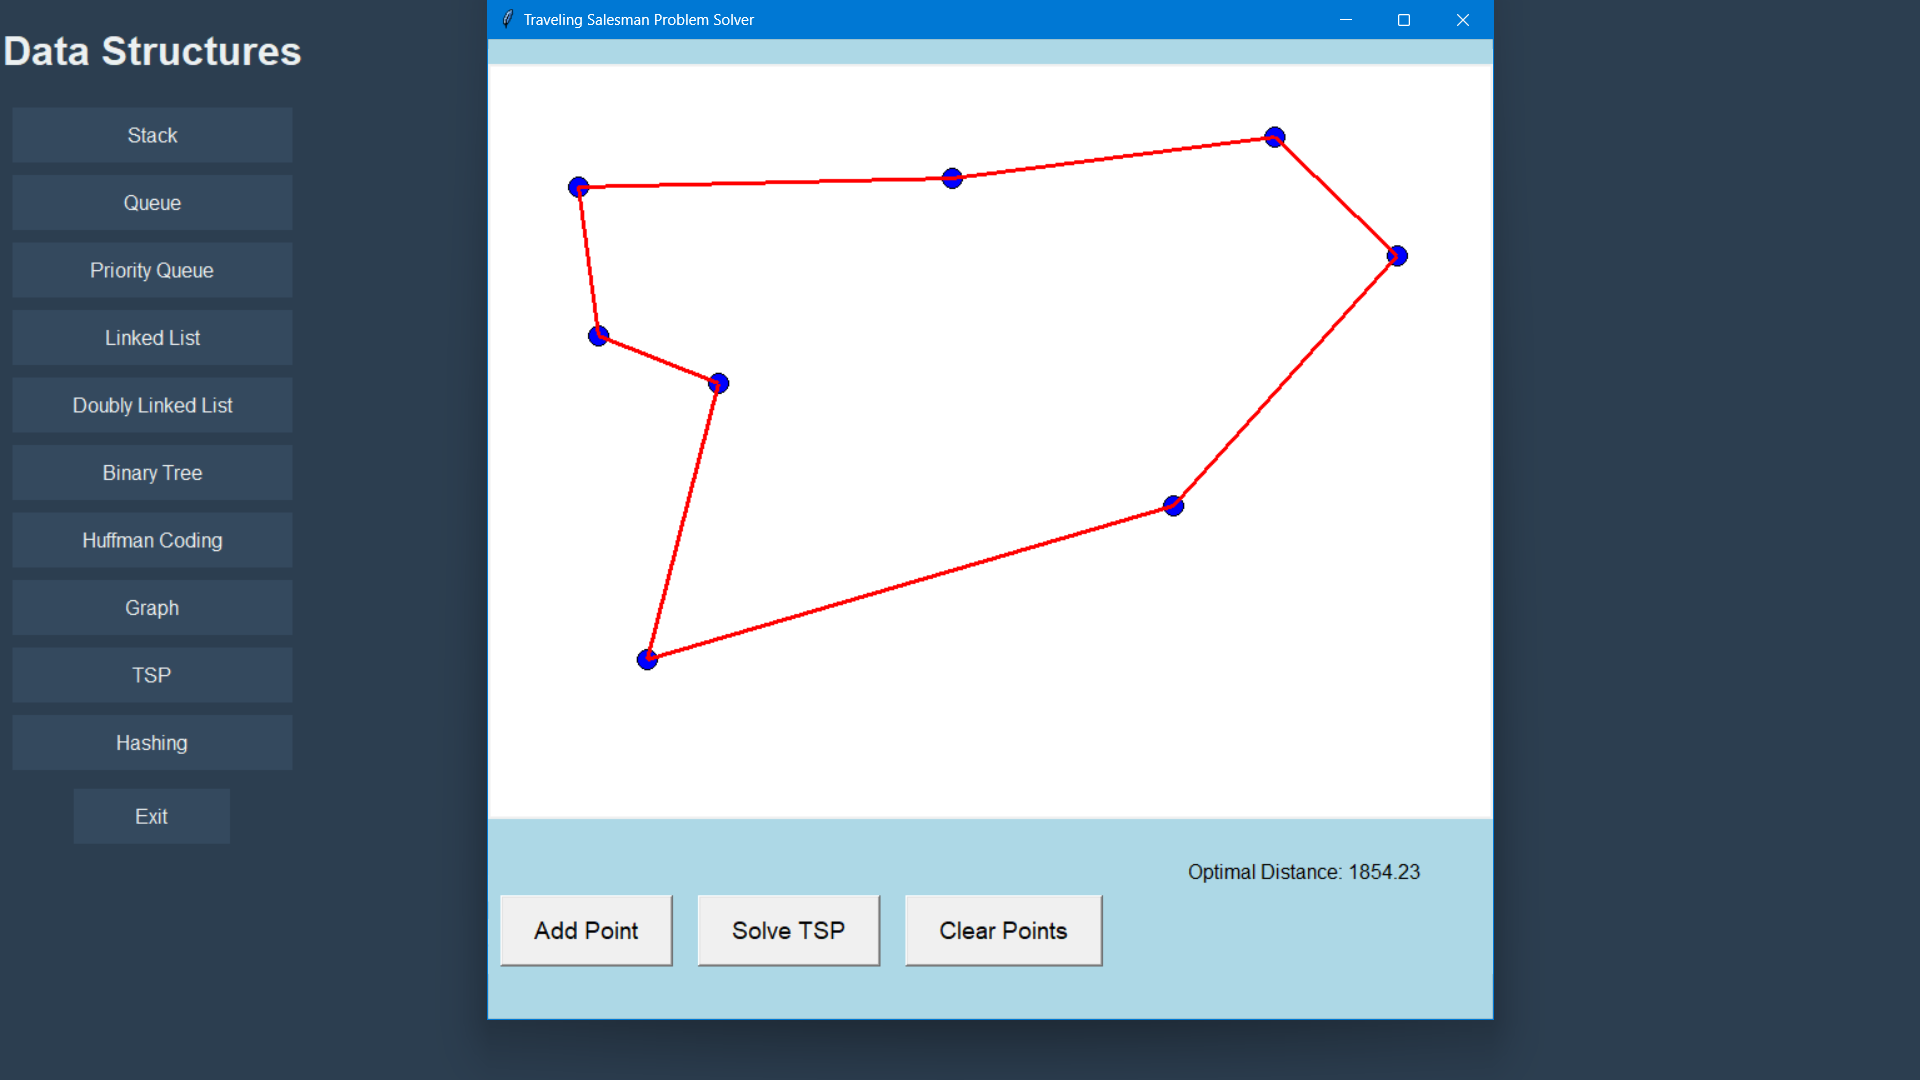 Data Structures
Stack
Queue
Priority Queue
Linked List
Doubly Linked List
Binary Tree
Huffman Coding
Graph
TSP
Hashing
Exit
Traveling Salesman Problem Solver
Optimal Distance: 1854.23
Add Point
Solve TSP
Clear Points